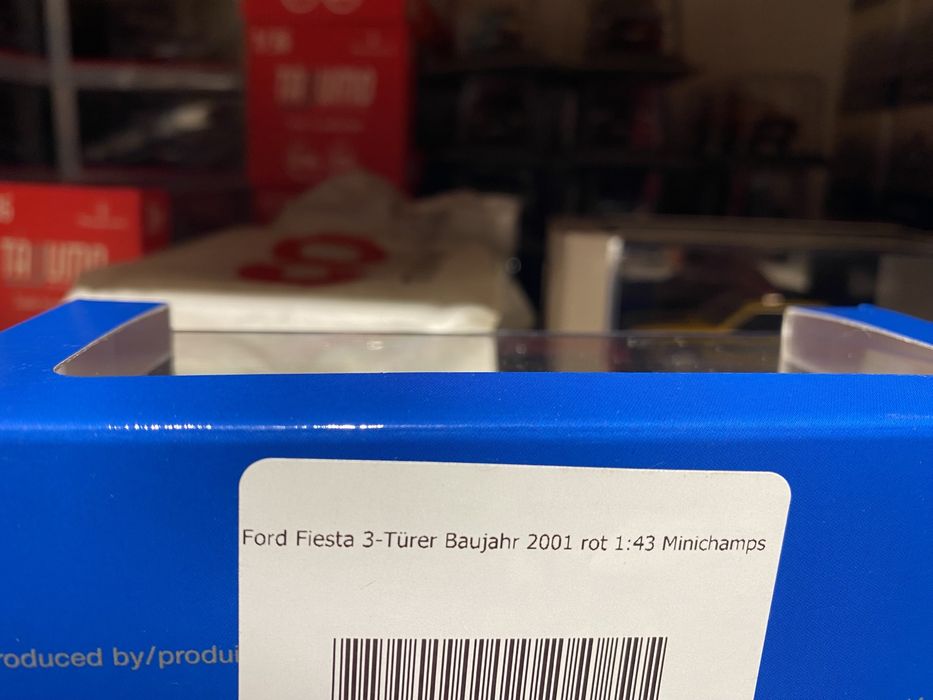 Ford Fiesta 3-Türer Baujahr 2001 rot 1:43 Minichamps
roduced by/produi